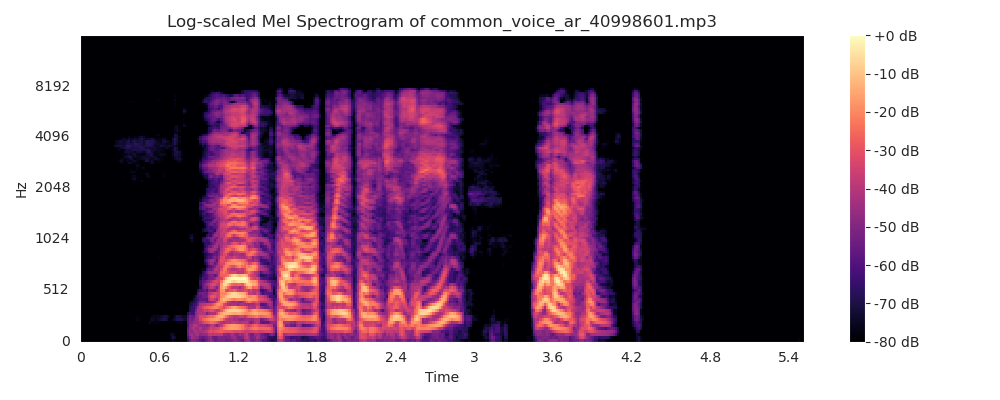 Log-scaled Mel Spectrogram of common_voice_ar_40998601.mp3
8192
4096
2048
1024
512
0
Hz
0 0.6 1.2 1.8 2.4 3 3.6 4.2 4.8 5.4
Time
+0 dB
-10 dB
-20 dB
-30 dB
-40 dB
-50 dB
-60 dB
-70 dB
-80 dB